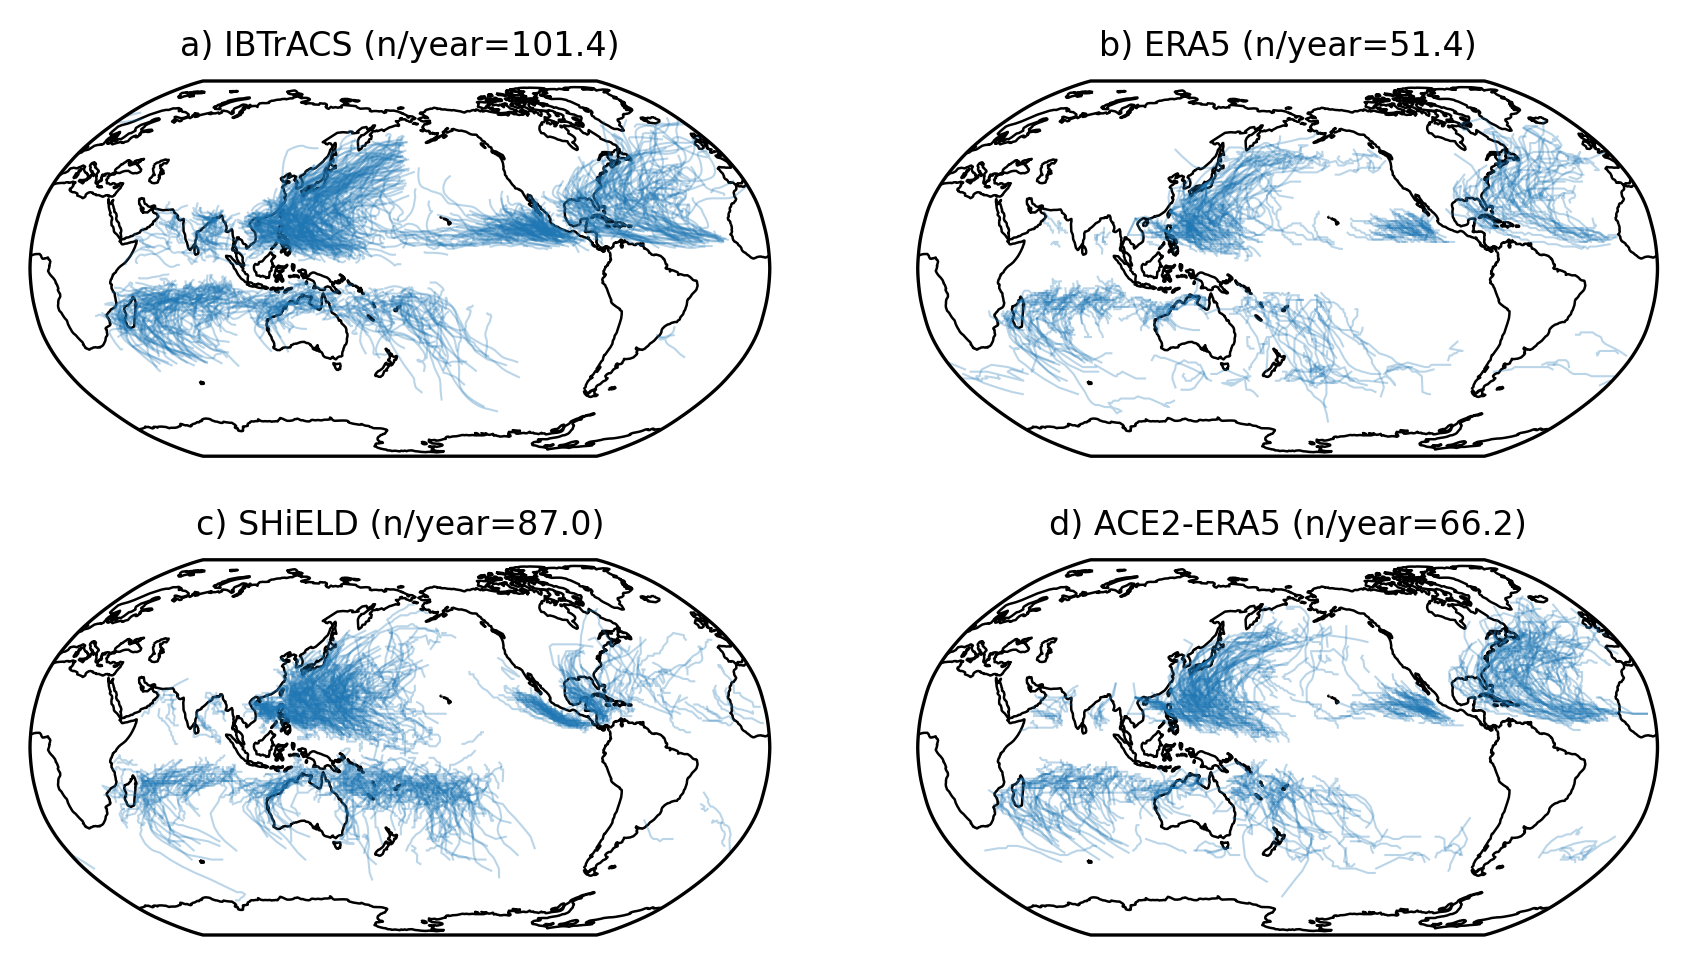 a) IBTrACS (n/year=101.4)
b) ERA5 (n/year=51.4)
c) SHiELD (n/year=87.0)
d) ACE2-ERA5 (n/year=66.2)